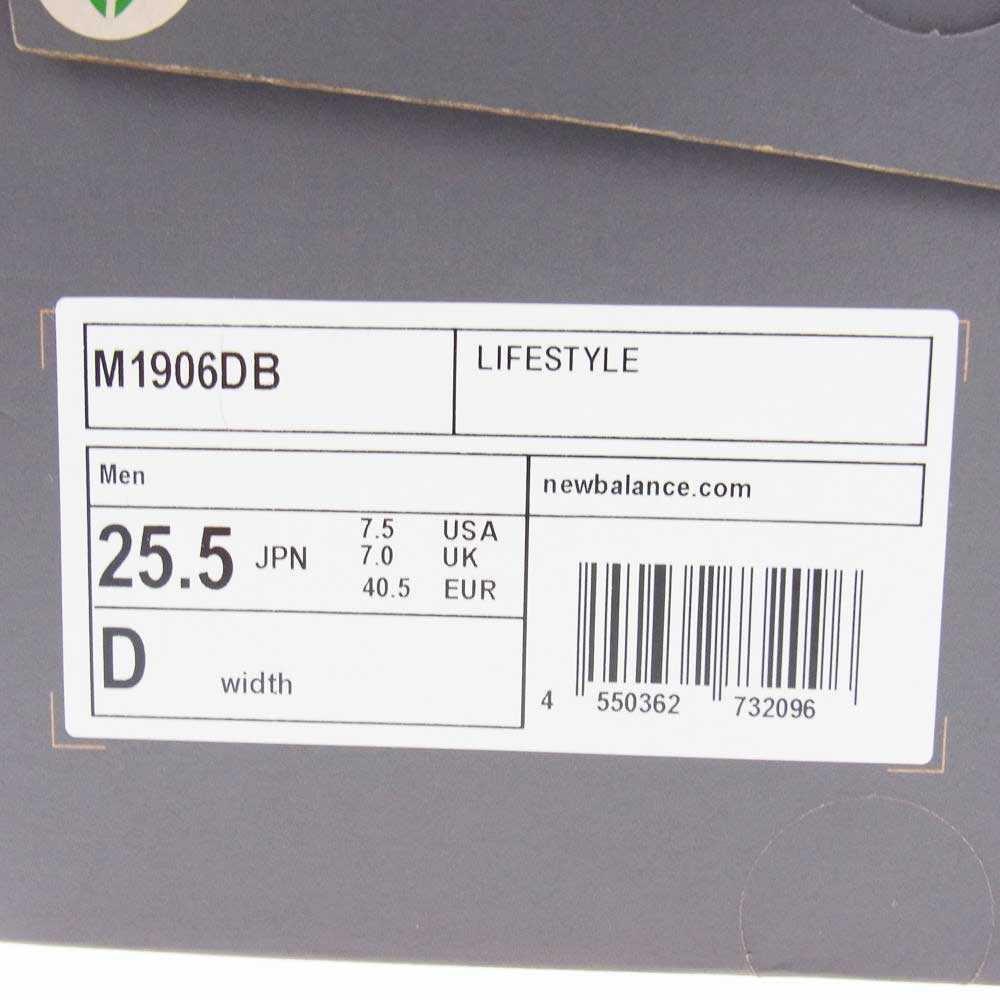 M1906DB
LIFESTYLE
Men
newbalance.com
25.5 JPN
7.5 USA
7.0 UK
40.5 EUR
D width
4 550362 732096